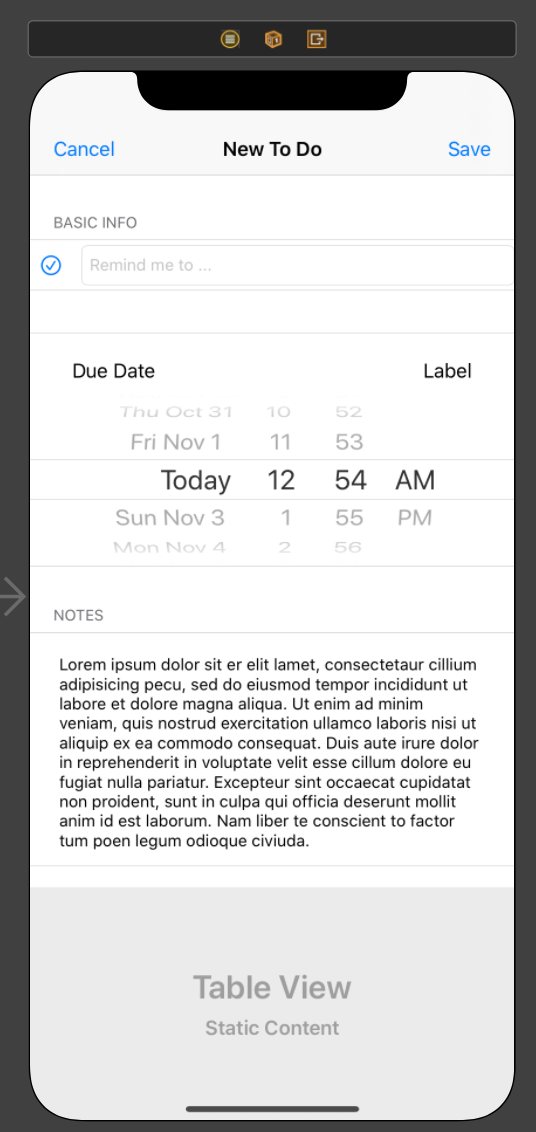 Cancel New To Do Save
BASIC INFO
Remind me to ...
Due Date Label
Thu Oct 31 10 52
Fri Nov 1 11 53
Today 12 54 AM
Sun Nov 3 1 55 PM
Mon Nov 4 2 56
NOTES
Lorem ipsum dolor sit er elit lamet, consectetaur cillium
adipisicing pecu, sed do eiusmod tempor incididunt ut
labore et dolore magna aliqua. Ut enim ad minim
veniam, quis nostrud exercitation ullamco laboris nisi ut
aliquip ex ea commodo consequat. Duis aute irure dolor
in reprehenderit in voluptate velit esse cillum dolore eu
fugiat nulla pariatur. Excepteur sint occaecat cupidatat
non proident, sunt in culpa qui officia deserunt mollit
anim id est laborum. Nam liber te conscient to factor
tum poen legum odioque civiuda.
Table View
Static Content